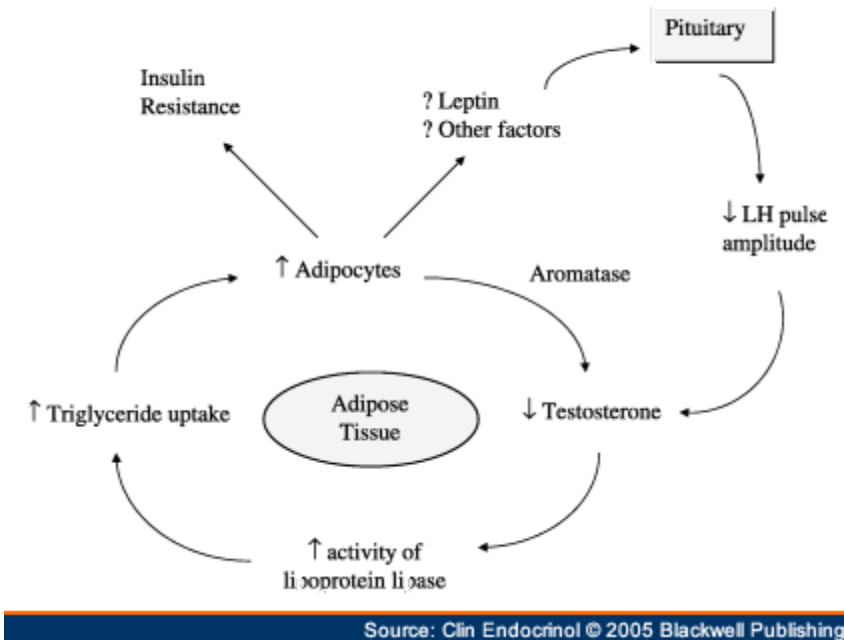 Pituitary
Insulin
Resistance
? Leptin
? Other factors
↓ LH pulse
amplitude
↑ Adipocytes
Aromatase
↑ Triglyceride uptake
Adipose
Tissue
↓ Testosterone
↑ activity of
lipoprotein lipase
Source: Clin Endocrinol © 2005 Blackwell Publishing